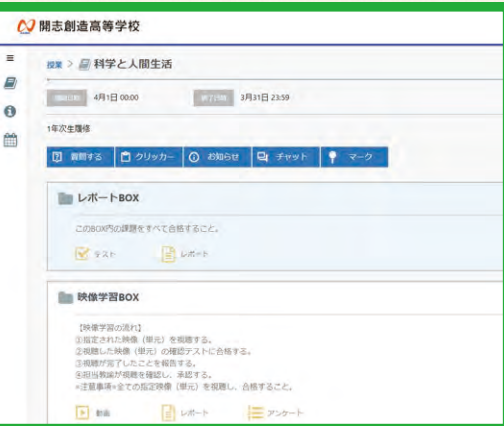 開志創造高等学校
授業 > 科学と人間生活
開始日時 4月1日 00:00 終了日時 3月31日 23:59
1年次生履修
質問する クリッカー お知らせ チャット マーク
レポートBOX
このBOX内の課題をすべて合格すること。
テスト レポート
映像学習BOX
【映像学習の流れ】
①指定された映像（単元）を視聴する。
②視聴した映像（単元）の確認テストに合格する。
③視聴が完了したことを報告する。
④担当教諭が視聴を確認し、承認する。
*注意事項*全ての指定映像（単元）を視聴し、合格すること。
動画 レポート アンケート